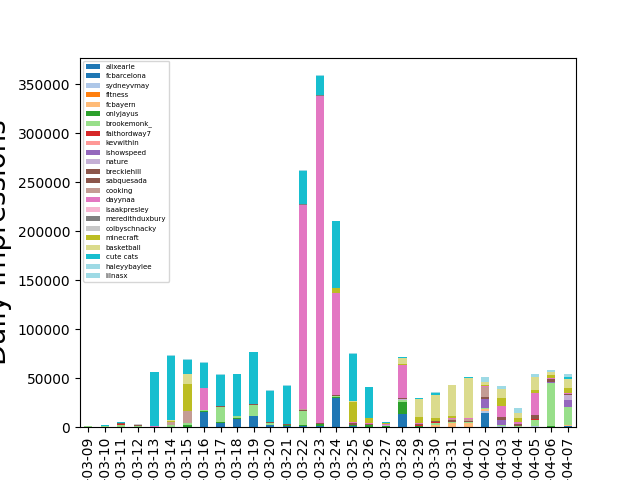 350000
300000
250000
200000
150000
100000
50000
0
Daily Impressions
alixearle
fcbarcelona
sydneyvmay
fitness
fcbayern
onlyjayus
brookemonk_
faithordway7
kevwithin
ishowspeed
nature
breckiehill
sabquesada
cooking
dayynaa
isaakpresley
meredithduxbury
colbyschnacky
minecraft
basketball
cute cats
haleyybaylee
ilinasx
03-09
03-10
03-11
03-12
03-13
03-14
03-15
03-16
03-17
03-18
03-19
03-20
03-21
03-22
03-23
03-24
03-25
03-26
03-27
03-28
03-29
03-30
03-31
04-01
04-02
04-03
04-04
04-05
04-06
04-07